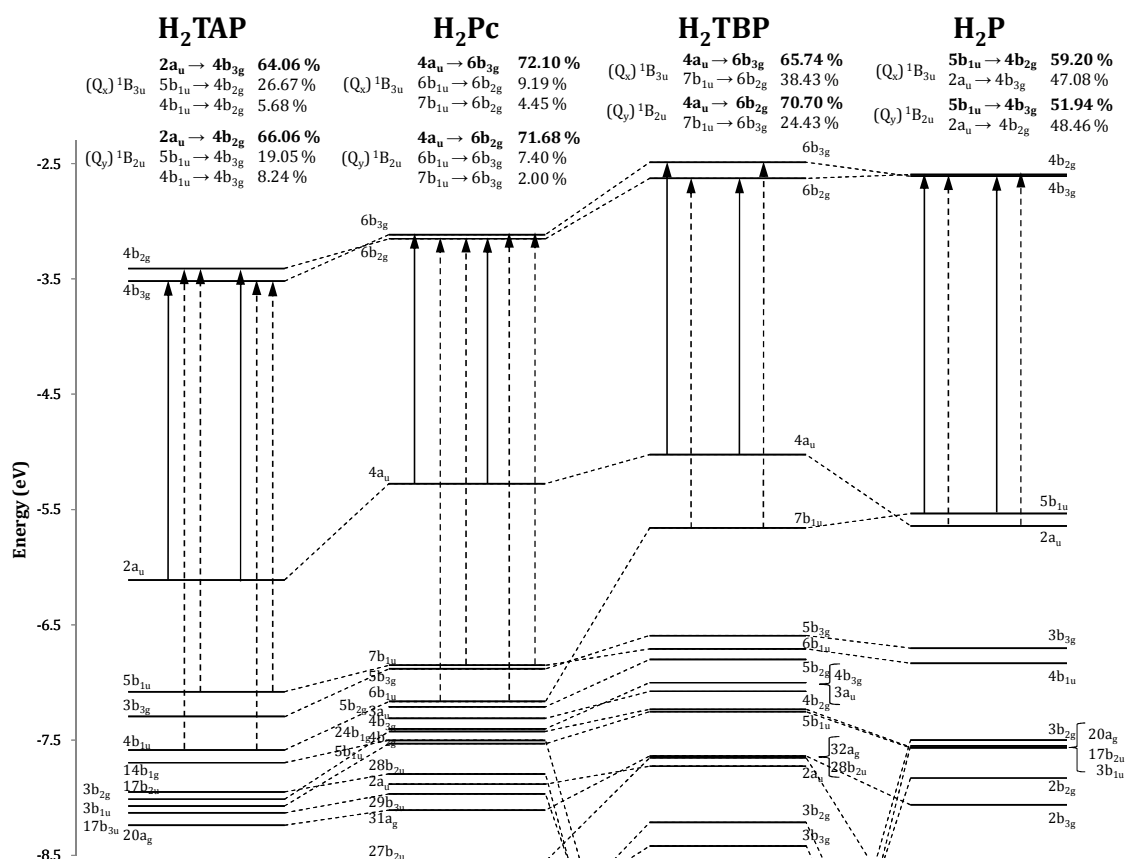 H₂TAP
2aᵤ → 4b₃g 64.06 %
(Qₓ) ¹B₃ᵤ 5b₁ᵤ → 4b₂g 26.67 %
4b₁ᵤ → 4b₂g 5.68 %
2aᵤ → 4b₂g 66.06 %
(Qy) ¹B₂ᵤ 5b₁ᵤ → 4b₃g 19.05 %
4b₁ᵤ → 4b₃g 8.24 %
H₂Pc
4aᵤ → 6b₃g 72.10 %
(Qₓ) ¹B₃ᵤ 6b₁ᵤ → 6b₂g 9.19 %
7b₁ᵤ → 6b₂g 4.45 %
4aᵤ → 6b₂g 71.68 %
(Qy) ¹B₂ᵤ 6b₁ᵤ → 6b₃g 7.40 %
7b₁ᵤ → 6b₃g 2.00 %
H₂TBP
4aᵤ → 6b₃g 65.74 %
(Qₓ) ¹B₃ᵤ 7b₁ᵤ → 6b₂g 38.43 %
4aᵤ → 6b₂g 70.70 %
(Qy) ¹B₂ᵤ 7b₁ᵤ → 6b₃g 24.43 %
H₂P
5b₁ᵤ → 4b₂g 59.20 %
(Qₓ) ¹B₃ᵤ 2aᵤ → 4b₃g 47.08 %
5b₁ᵤ → 4b₃g 51.94 %
(Qy) ¹B₂ᵤ 2aᵤ → 4b₂g 48.46 %
Energy (eV)
-2.5
-3.5
-4.5
-5.5
-6.5
-7.5
-8.5
4b₂g
4b₃g
2aᵤ
5b₁ᵤ
3b₃g
4b₁ᵤ
14b₁g
17b₂ᵤ
3b₂g
3b₁ᵤ
17b₃ᵤ
20ag
6b₃g
6b₂g
4aᵤ
7b₁ᵤ
5b₃g
6b₁ᵤ
5b₂g
3aᵤ
4b₃g
24b₁g
4b₂g
5b₁ᵤ
28b₂ᵤ
2aᵤ
29b₃ᵤ
31ag
27b₂ᵤ
6b₃g
6b₂g
4aᵤ
7b₁ᵤ
5b₃g
6b₁ᵤ
5b₂g
4b₃g
3aᵤ
4b₂g
5b₁ᵤ
32ag
28b₂ᵤ
2aᵤ
3b₂g
3b₃g
4b₂g
4b₃g
5b₁ᵤ
2aᵤ
3b₃g
4b₁ᵤ
3b₂g
20ag
17b₂ᵤ
3b₁ᵤ
2b₂g
2b₃g